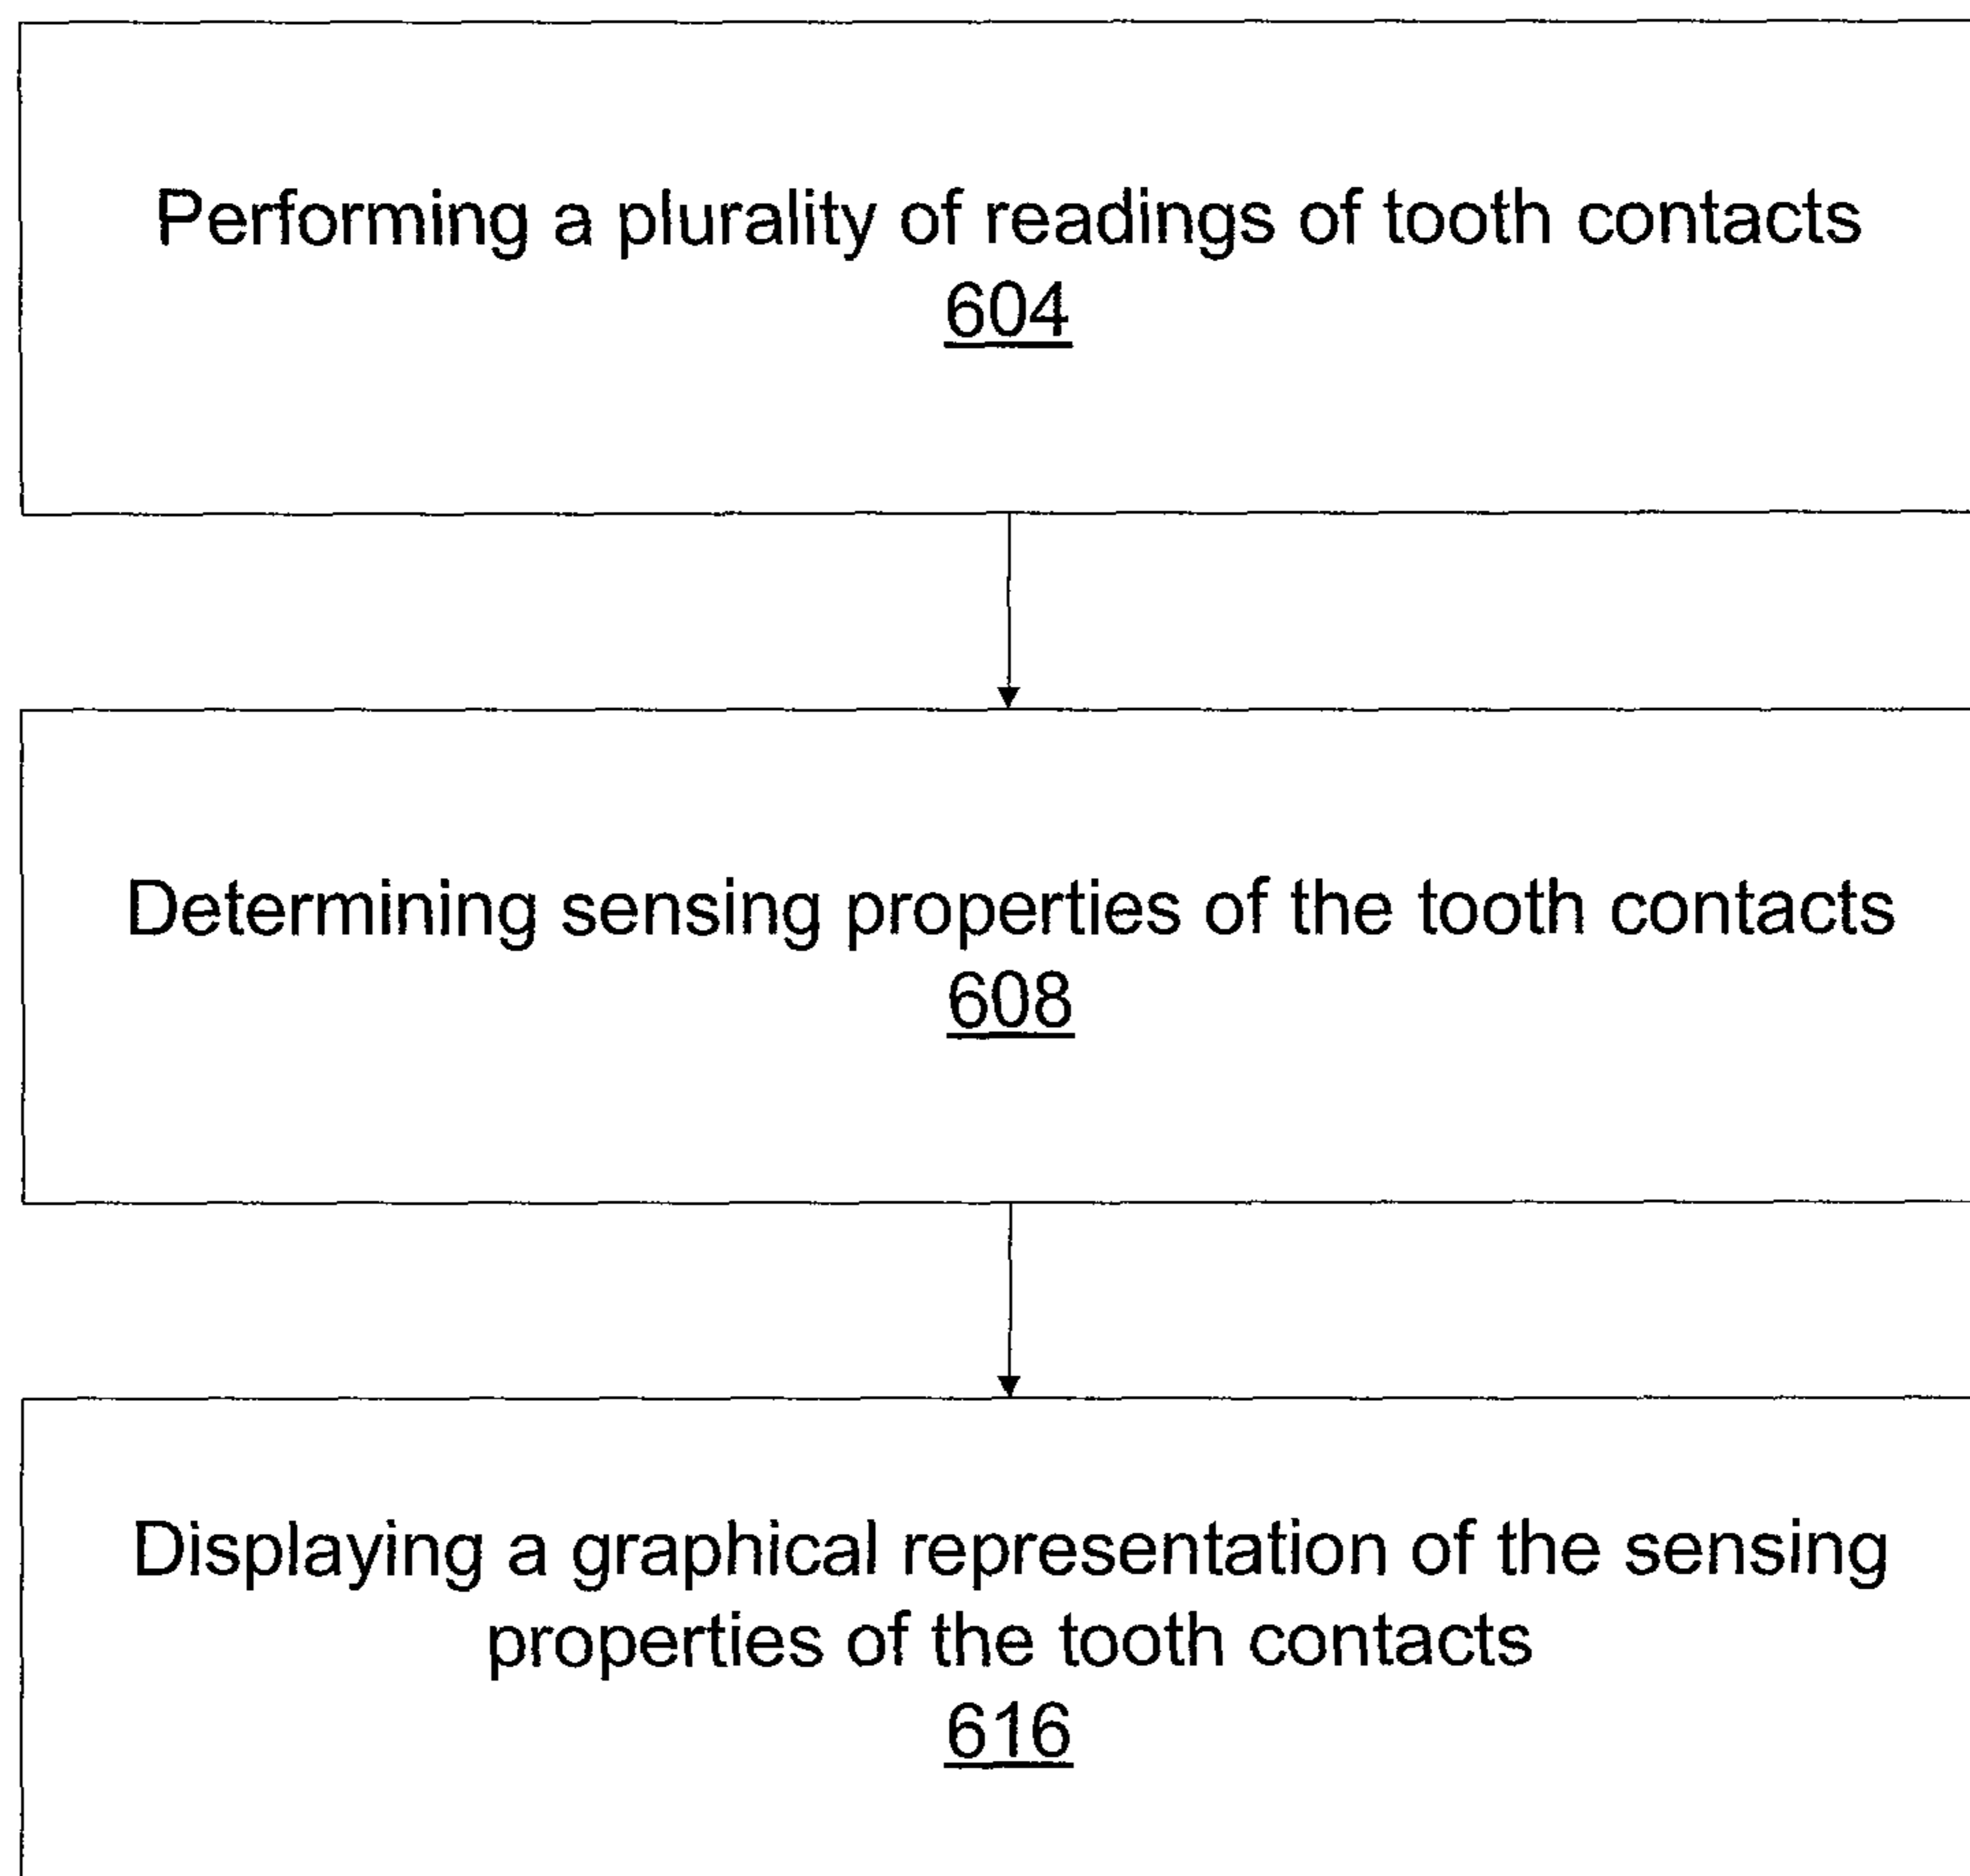 Performing a plurality of readings of tooth contacts
604
Determining sensing properties of the tooth contacts
608
Displaying a graphical representation of the sensing
properties of the tooth contacts
616